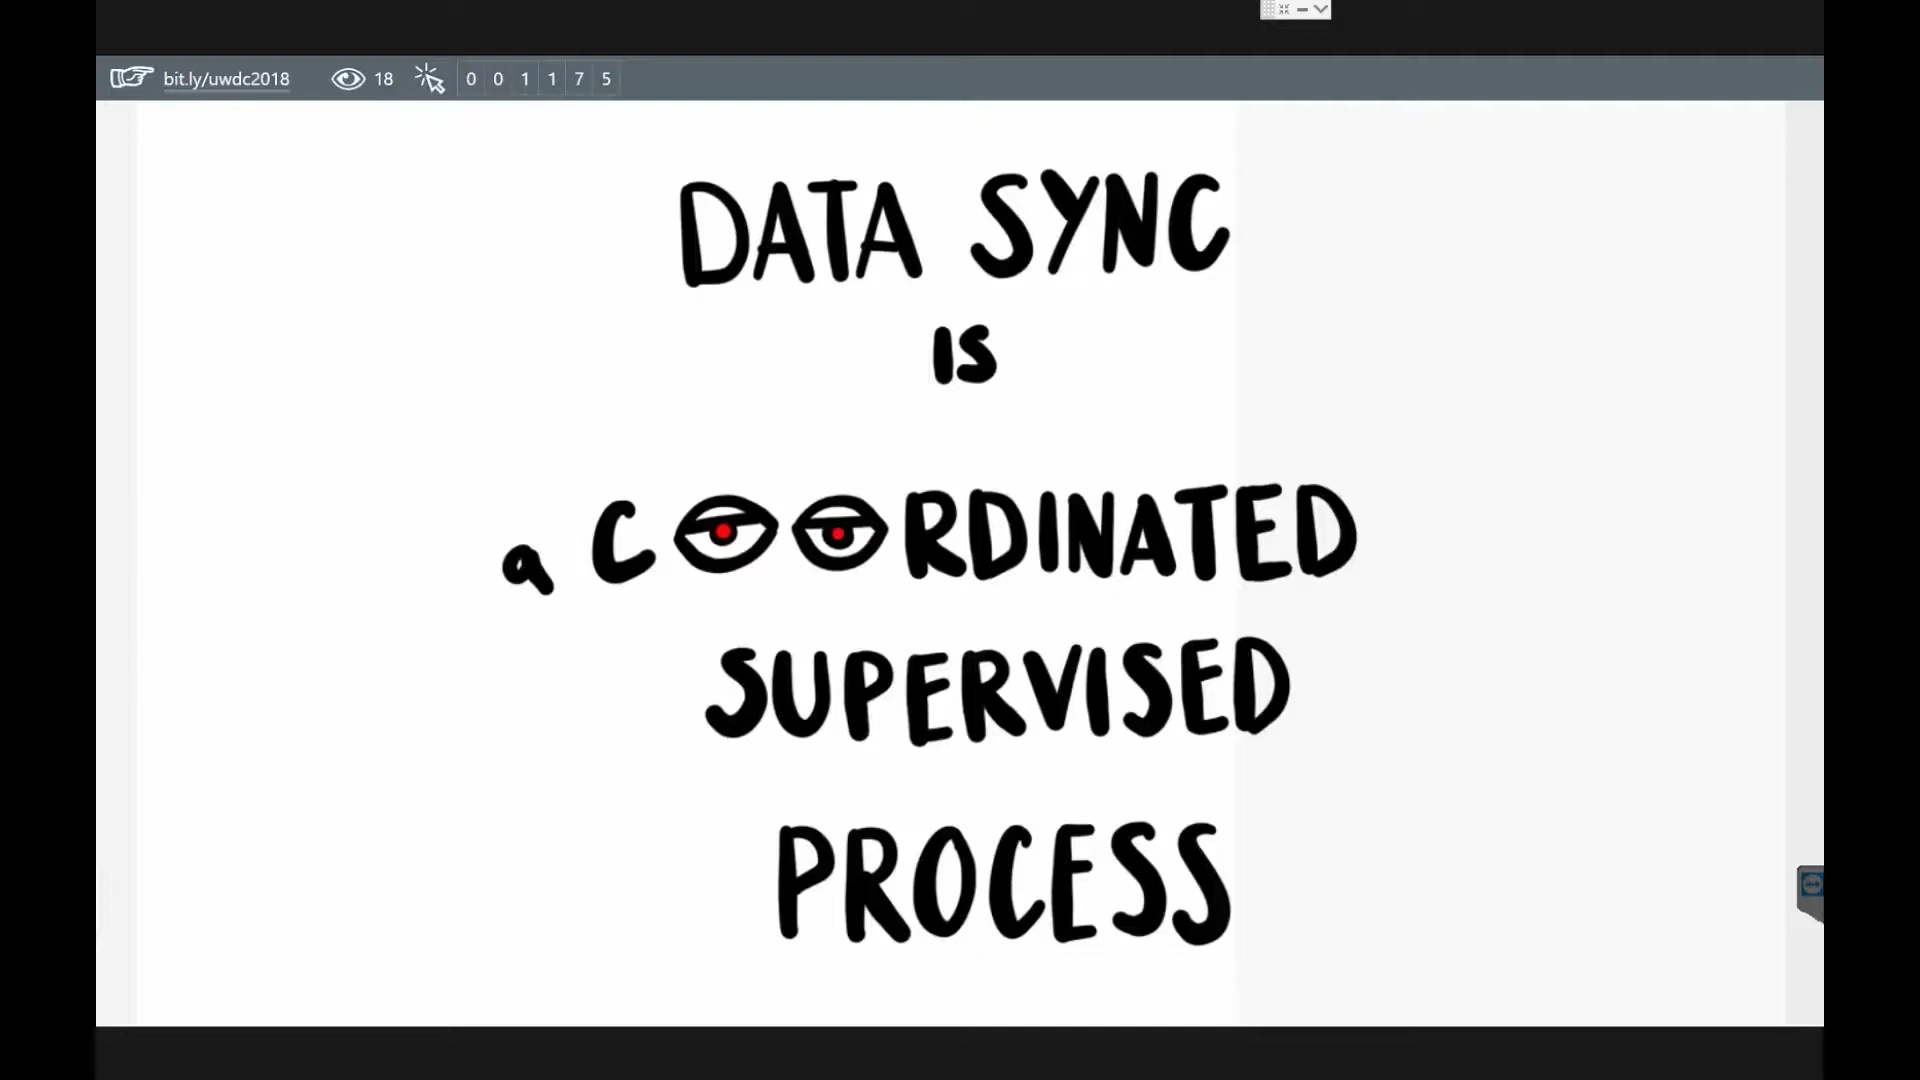 bit.ly/uwdc2018 18 0 0 1 1 7 5
DATA SYNC
IS
a COORDINATED
SUPERVISED
PROCESS